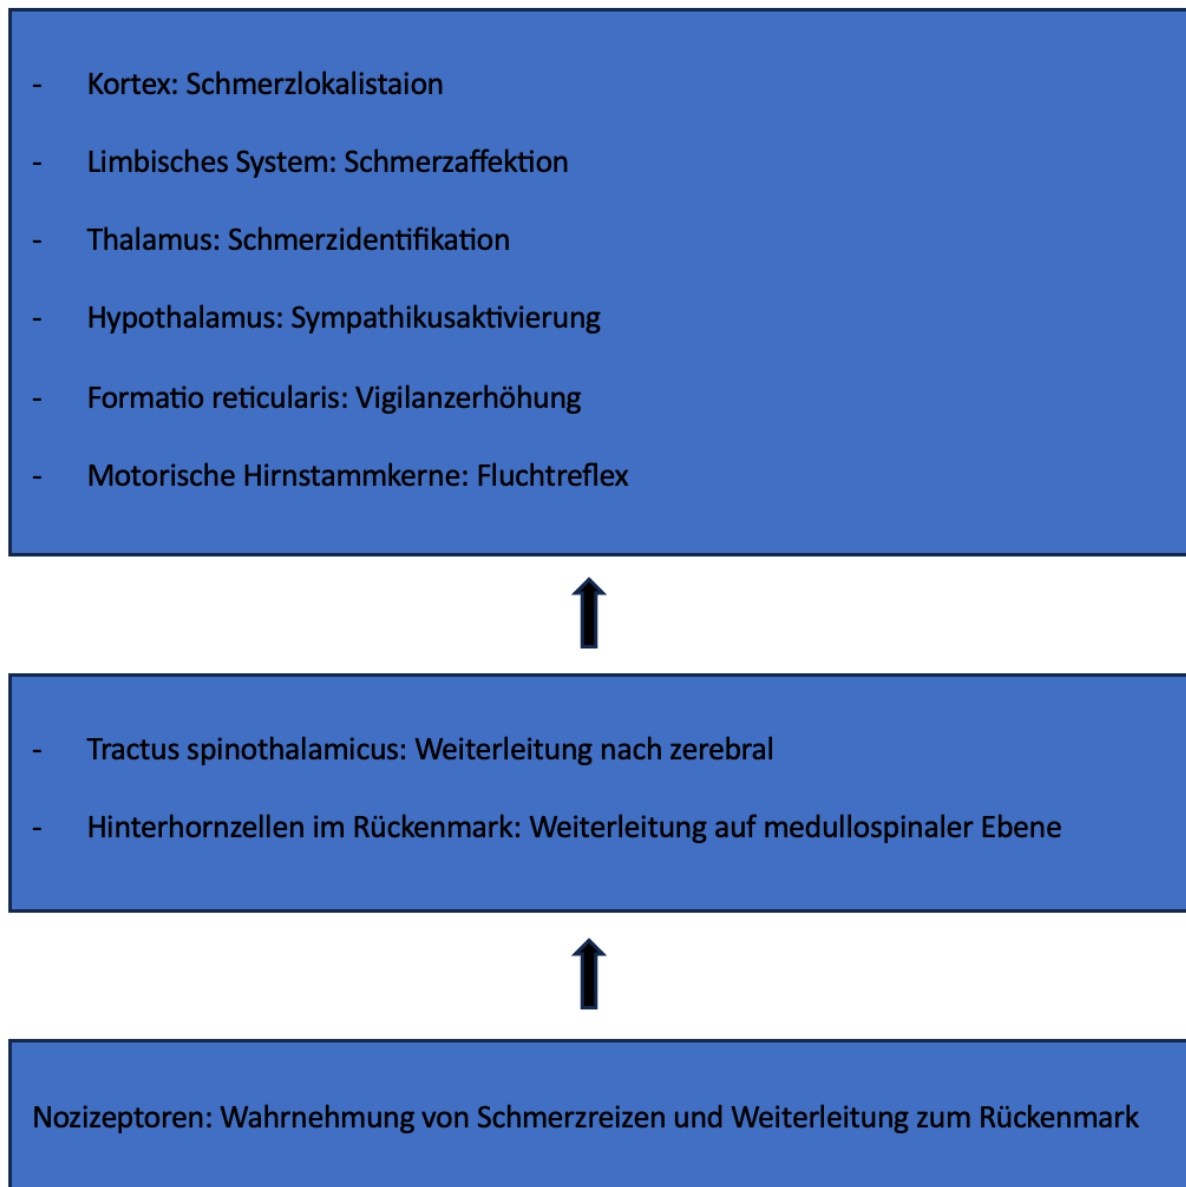 - Kortex: Schmerzlokalistaion
- Limbisches System: Schmerzaffektion
- Thalamus: Schmerzidentifikation
- Hypothalamus: Sympathikusaktivierung
- Formatio reticularis: Vigilanzerhöhung
- Motorische Hirnstammkerne: Fluchtreflex
- Tractus spinothalamicus: Weiterleitung nach zerebral
- Hinterhornzellen im Rückenmark: Weiterleitung auf medullospinaler Ebene
Nozizeptoren: Wahrnehmung von Schmerzreizen und Weiterleitung zum Rückenmark